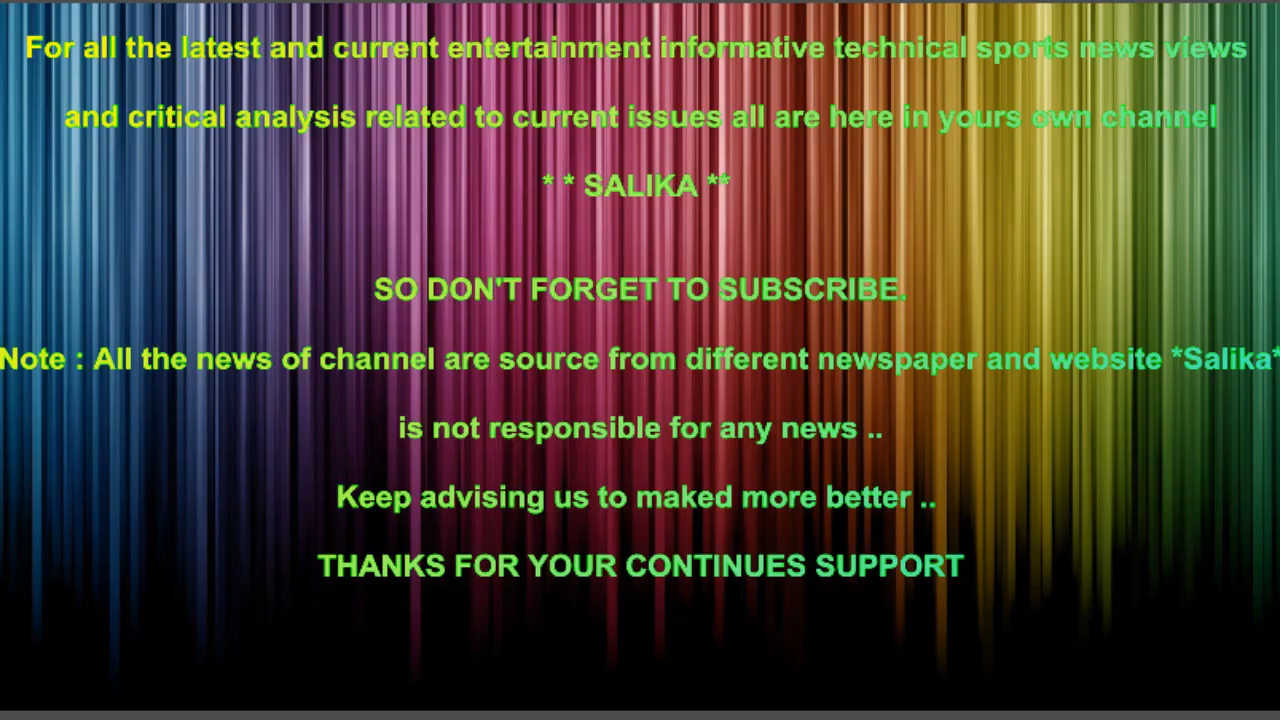 For all the latest and current entertainment informative technical sports news views
and critical analysis related to current issues all are here in yours own channel
* * SALIKA **
SO DON'T FORGET TO SUBSCRIBE.
Note : All the news of channel are source from different newspaper and website *Salika*
is not responsible for any news ..
Keep advising us to maked more better ..
THANKS FOR YOUR CONTINUES SUPPORT